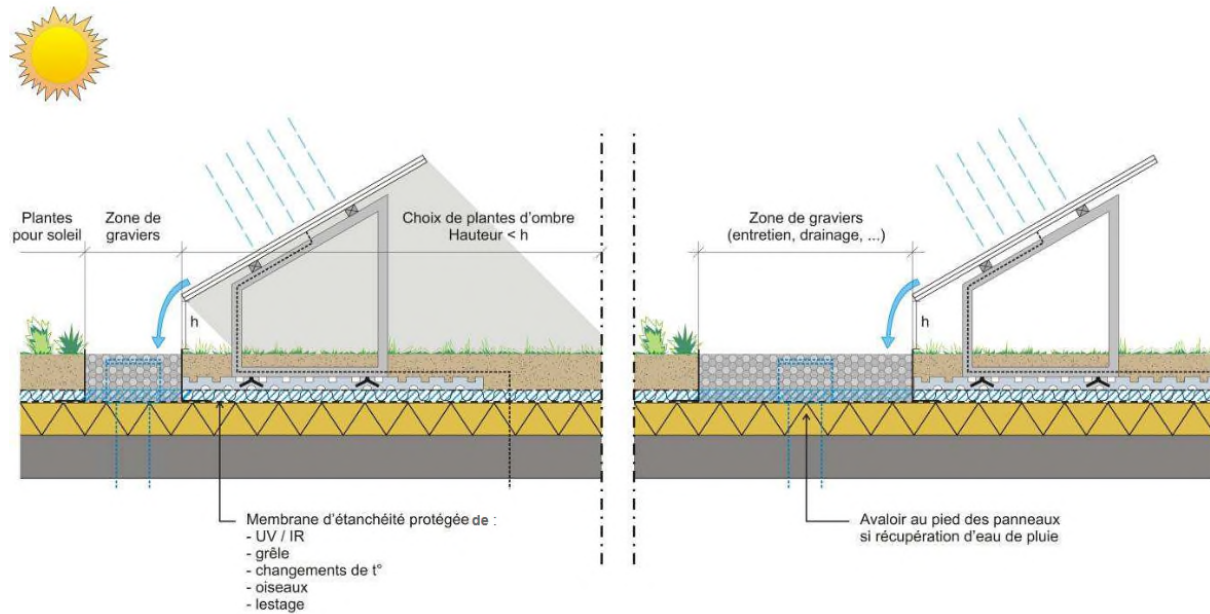 Plantes
pour soleil
Zone de
graviers
Choix de plantes d'ombre
Hauteur < h
h
Zone de graviers
(entretien, drainage, ...)
h
Membrane d'étanchéité protégée de :
- UV / IR
- grêle
- changements de t°
- oiseaux
- lestage
Avaloir au pied des panneaux
si récupération d'eau de pluie